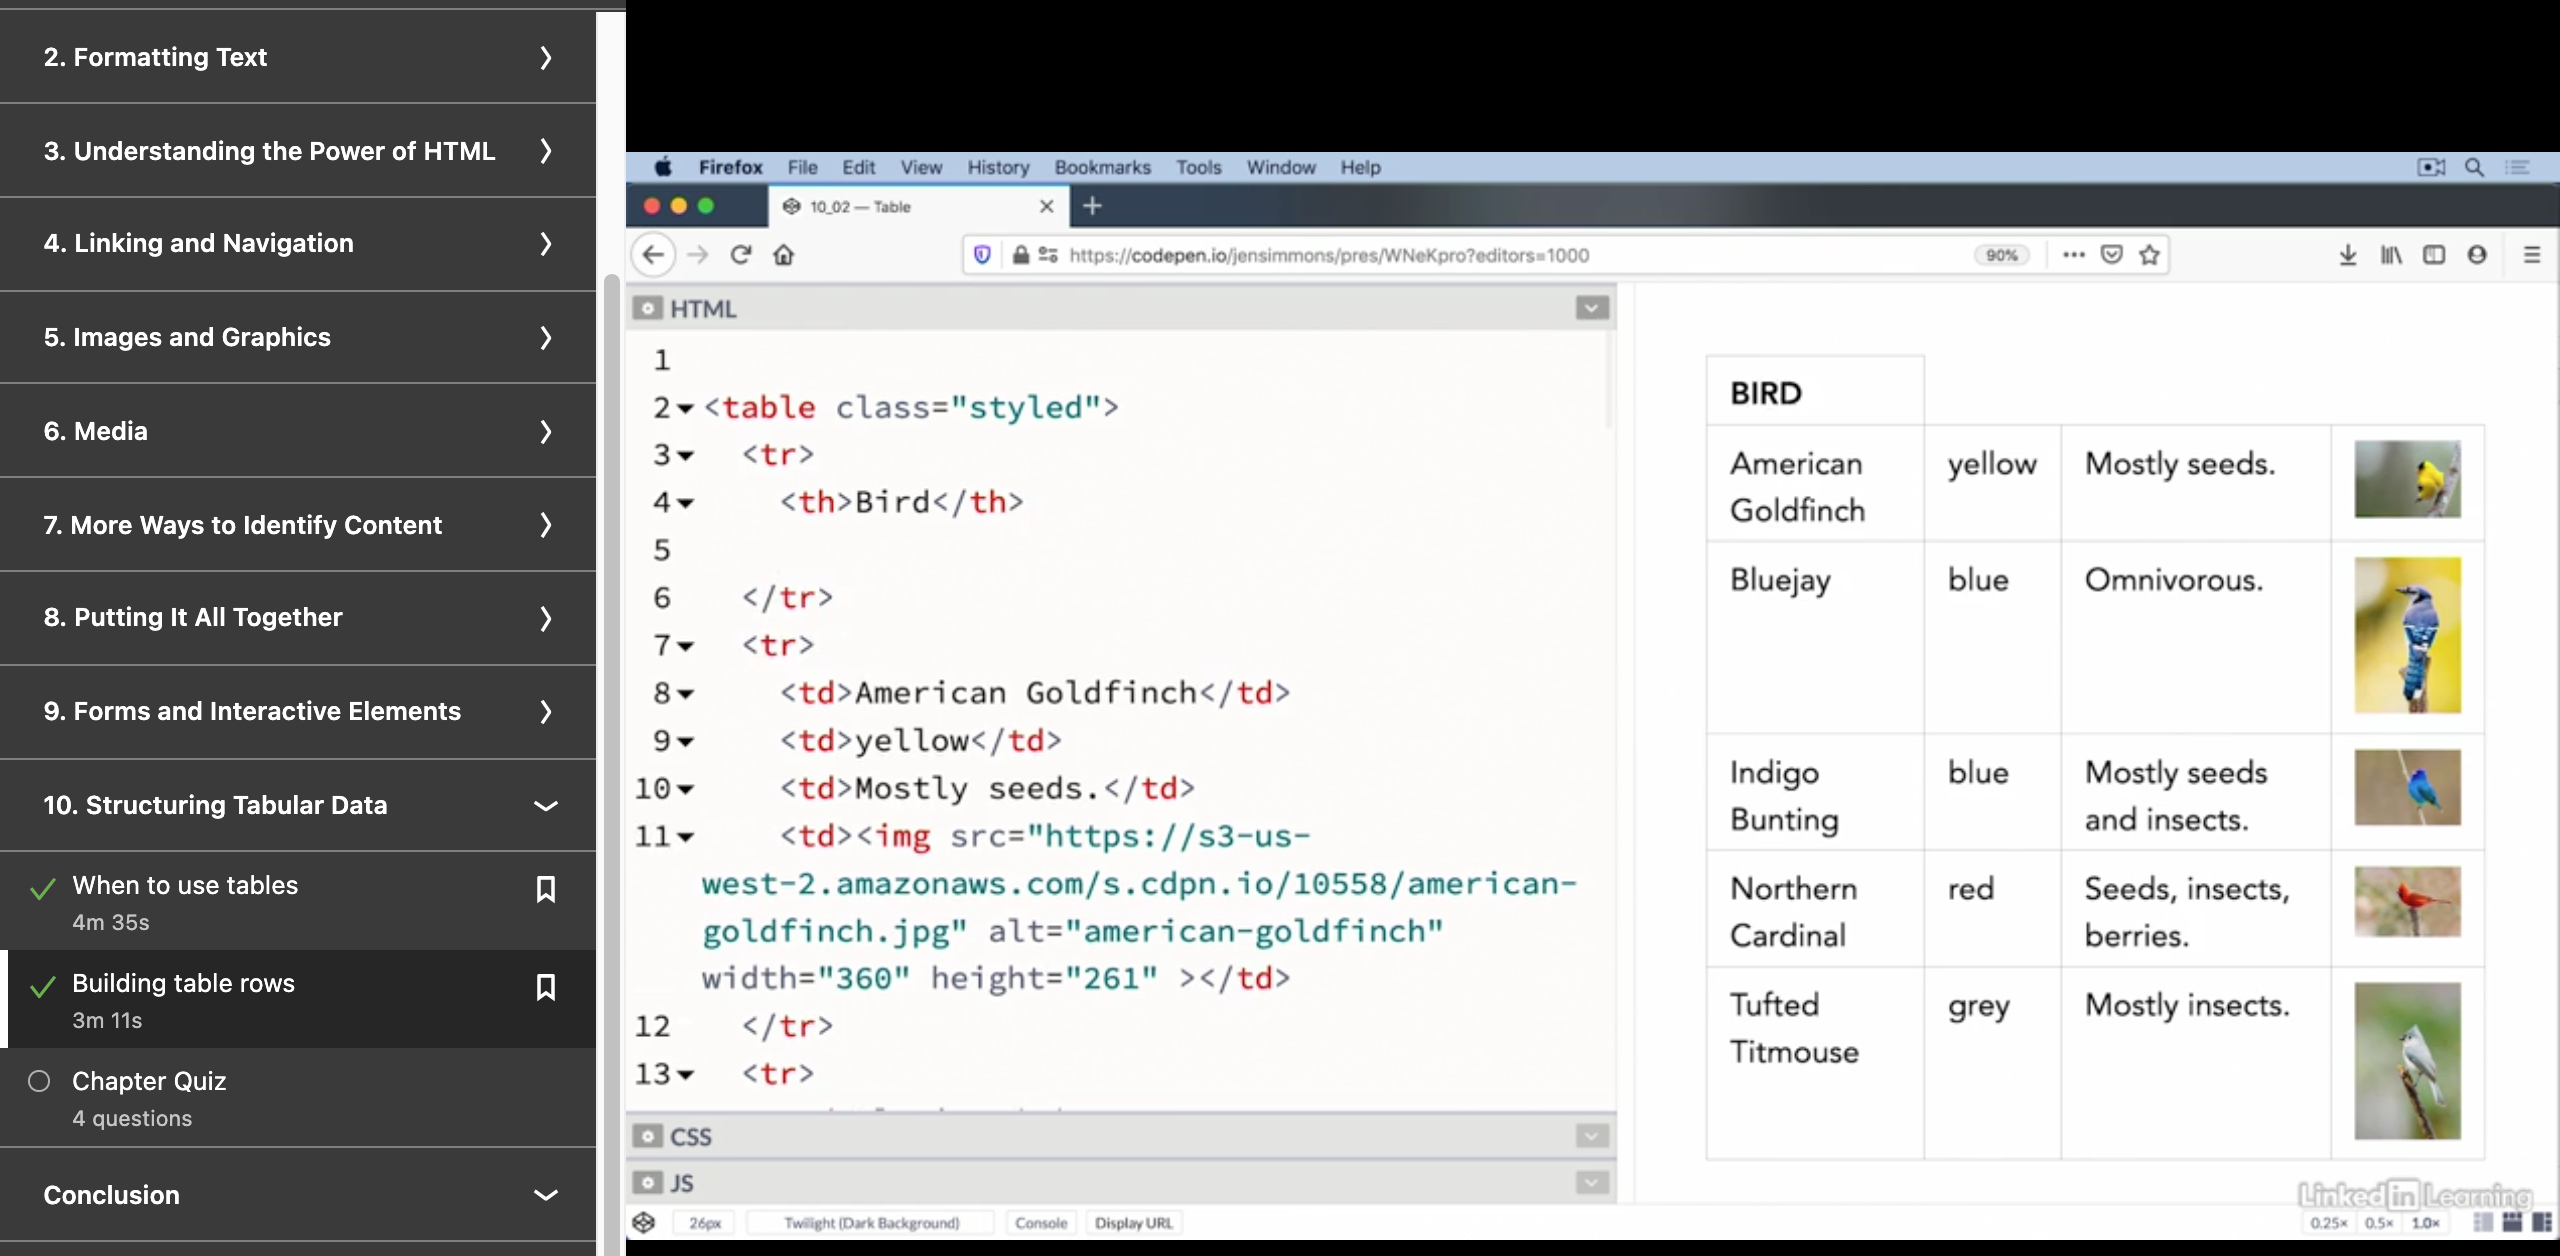 2. Formatting Text
3. Understanding the Power of HTML
4. Linking and Navigation
5. Images and Graphics
6. Media
7. More Ways to Identify Content
8. Putting It All Together
9. Forms and Interactive Elements
10. Structuring Tabular Data
When to use tables
4m 35s
Building table rows
3m 11s
Chapter Quiz
4 questions
Conclusion
Firefox File Edit View History Bookmarks Tools Window Help
10_02 — Table
https://codepen.io/jensimmons/pres/WNeKpro?editors=1000 90%
HTML
1
2 <table class="styled">
3 <tr>
4 <th>Bird</th>
5
6 </tr>
7 <tr>
8 <td>American Goldfinch</td>
9 <td>yellow</td>
10 <td>Mostly seeds.</td>
11 <td><img src="https://s3-us-
west-2.amazonaws.com/s.cdpn.io/10558/american-
goldfinch.jpg" alt="american-goldfinch"
width="360" height="261" ></td>
12 </tr>
13 <tr>
CSS
JS
26px Twilight (Dark Background) Console Display URL
BIRD
American yellow Mostly seeds.
Goldfinch
Bluejay blue Omnivorous.
Indigo blue Mostly seeds
Bunting and insects.
Northern red Seeds, insects,
Cardinal berries.
Tufted grey Mostly insects.
Titmouse
Linked in Learning
0.25× 0.5× 1.0×